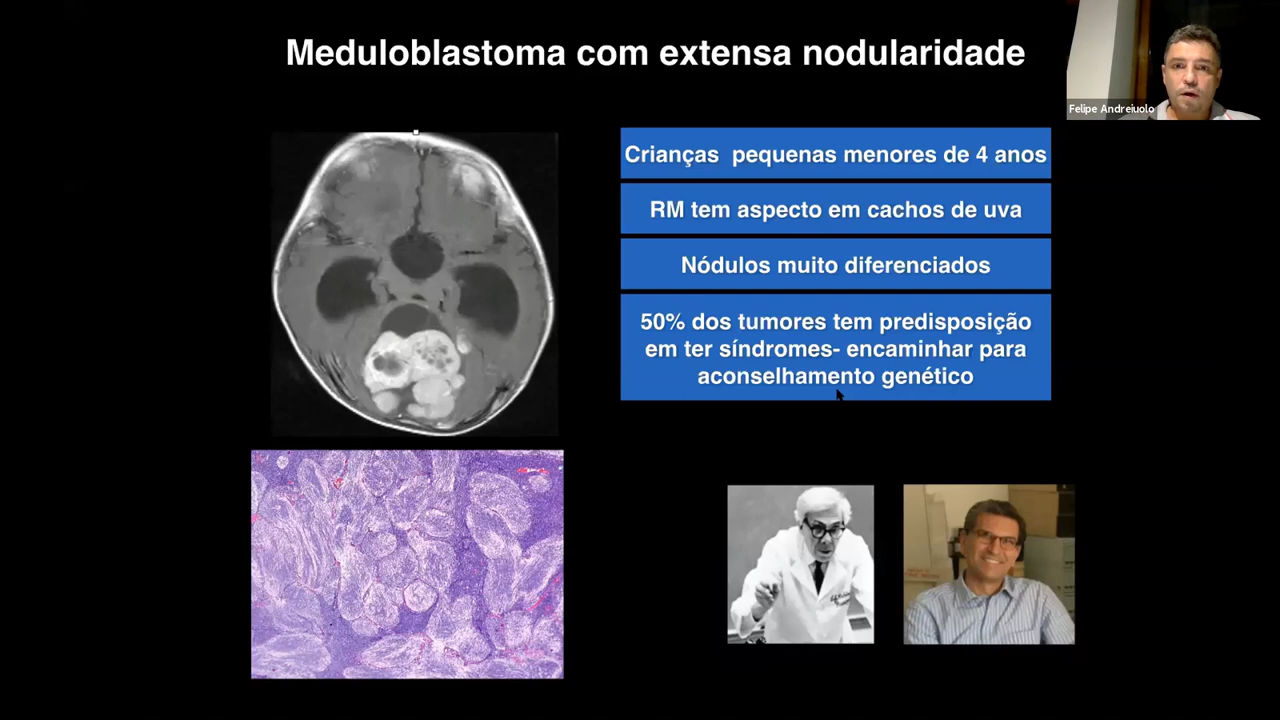 Meduloblastoma com extensa nodularidade
Felipe Andreiuolo
Crianças pequenas menores de 4 anos
RM tem aspecto em cachos de uva
Nódulos muito diferenciados
50% dos tumores tem predisposição
em ter síndromes- encaminhar para
aconselhamento genético